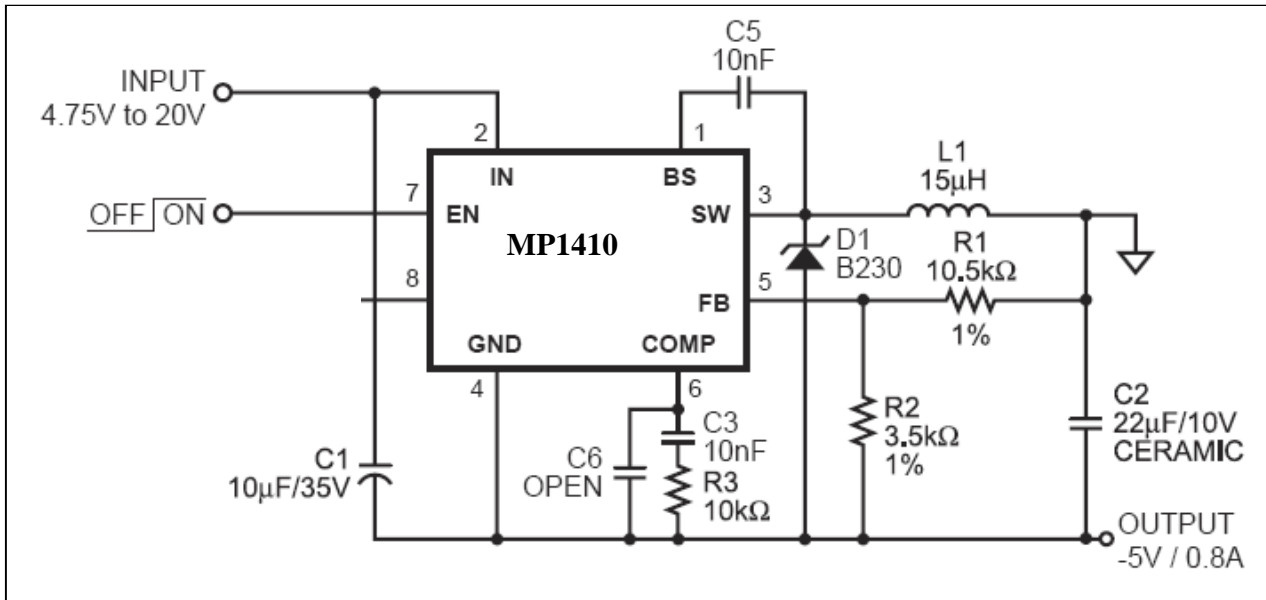 C5
10nF
INPUT
4.75V to 20V
2
1
IN
BS
L1
15µH
7
3
OFF ON
EN
SW
MP1410
D1
B230
R1
10.5kΩ
1%
8
5
FB
GND
COMP
4
6
C2
22µF/10V
CERAMIC
R2
3.5kΩ
1%
C3
10nF
C1
10µF/35V
C6
OPEN
R3
10kΩ
OUTPUT
-5V / 0.8A